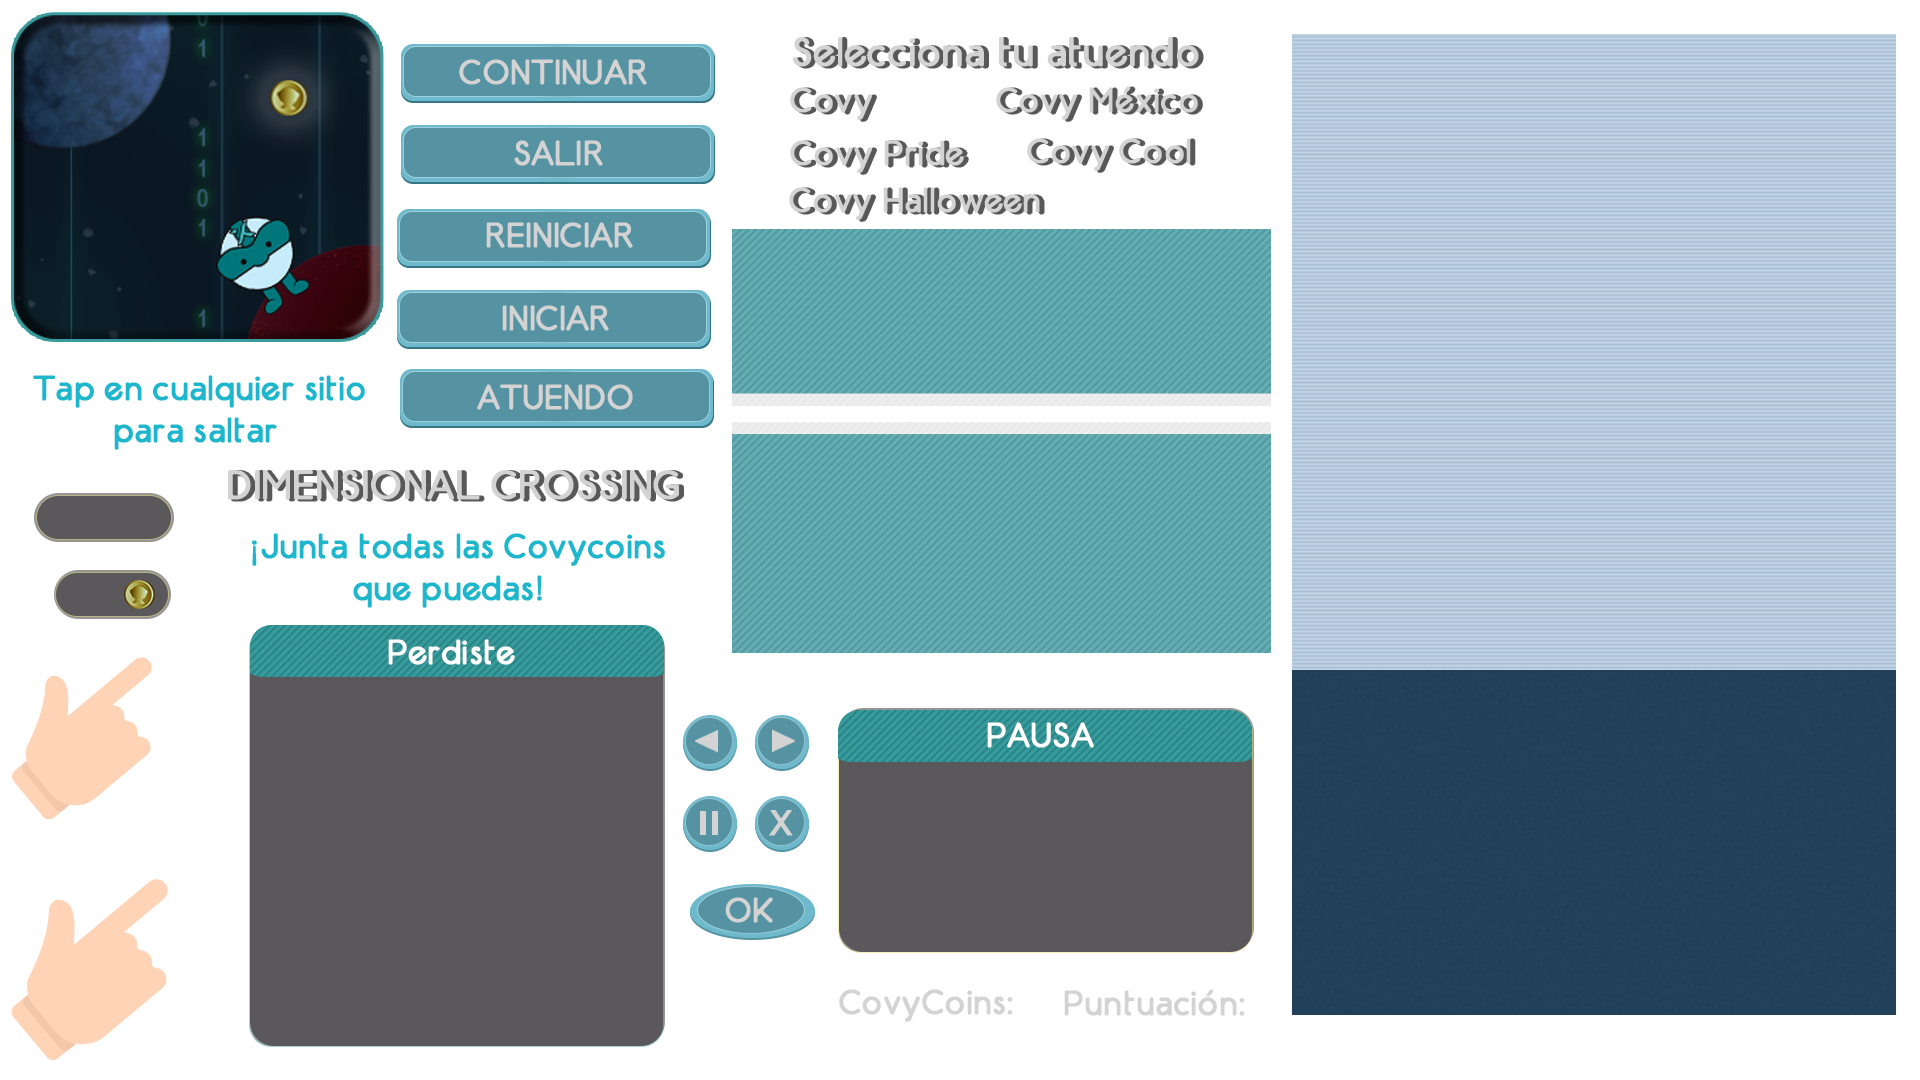 0
1
1
1
0
1
1
Tap en cualquier sitio
para saltar
CONTINUAR
SALIR
REINICIAR
INICIAR
ATUENDO
Selecciona tu atuendo
Covy
Covy México
Covy Pride
Covy Cool
Covy Halloween
DIMENSIONAL CROSSING
¡Junta todas las Covycoins
que puedas!
Perdiste
X
OK
PAUSA
CovyCoins:
Puntuación: